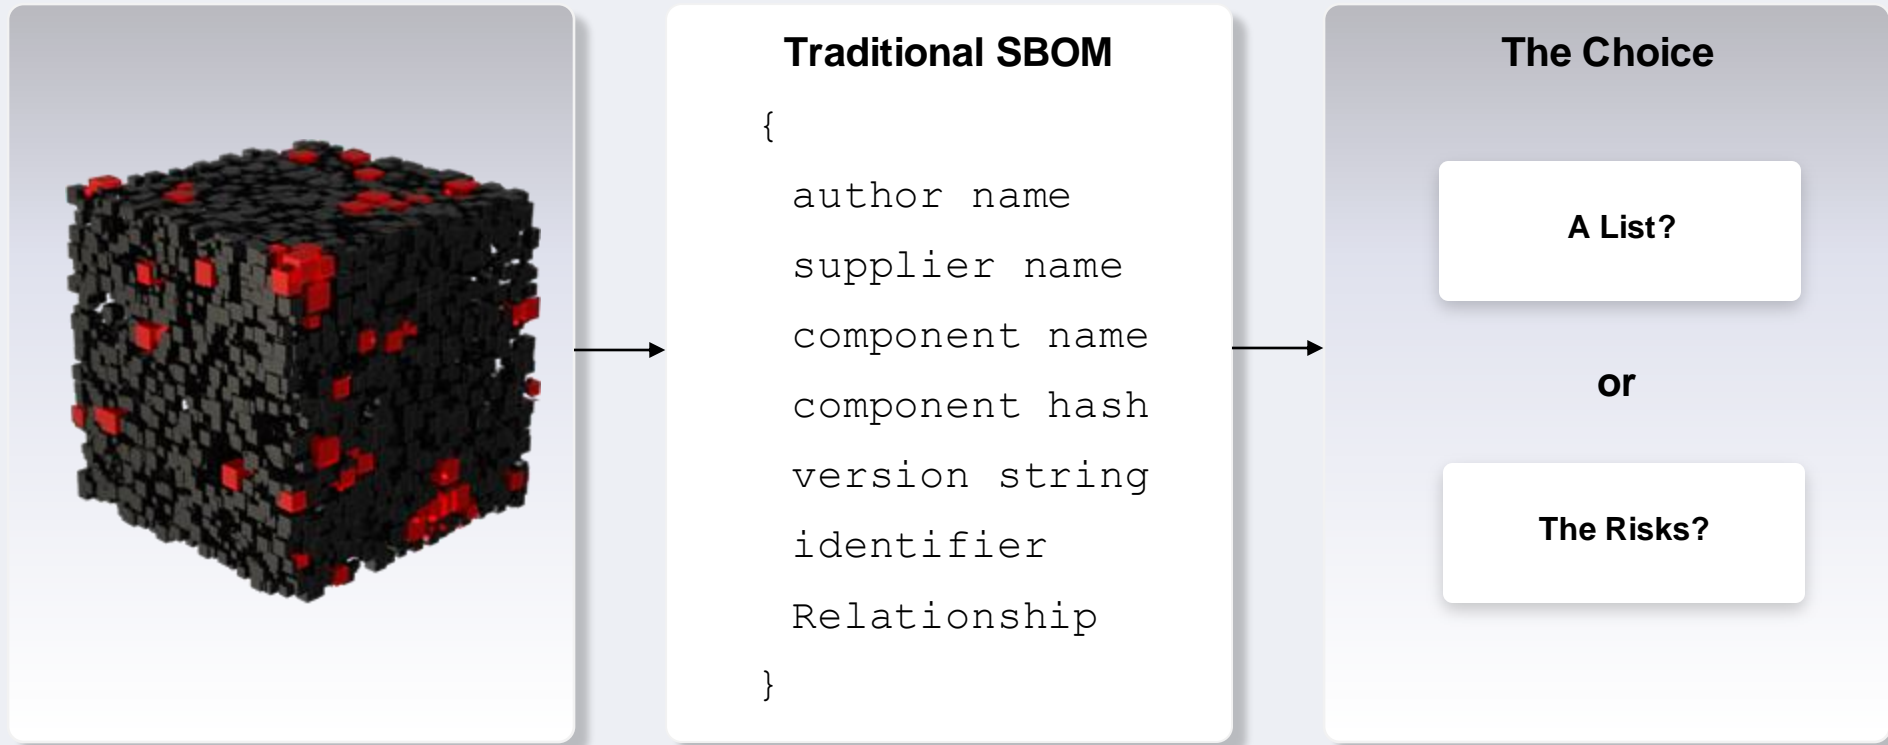 Traditional SBOM
{
author name
supplier name
component name
component hash
version string
identifier
Relationship
}
The Choice
A List?
or
The Risks?